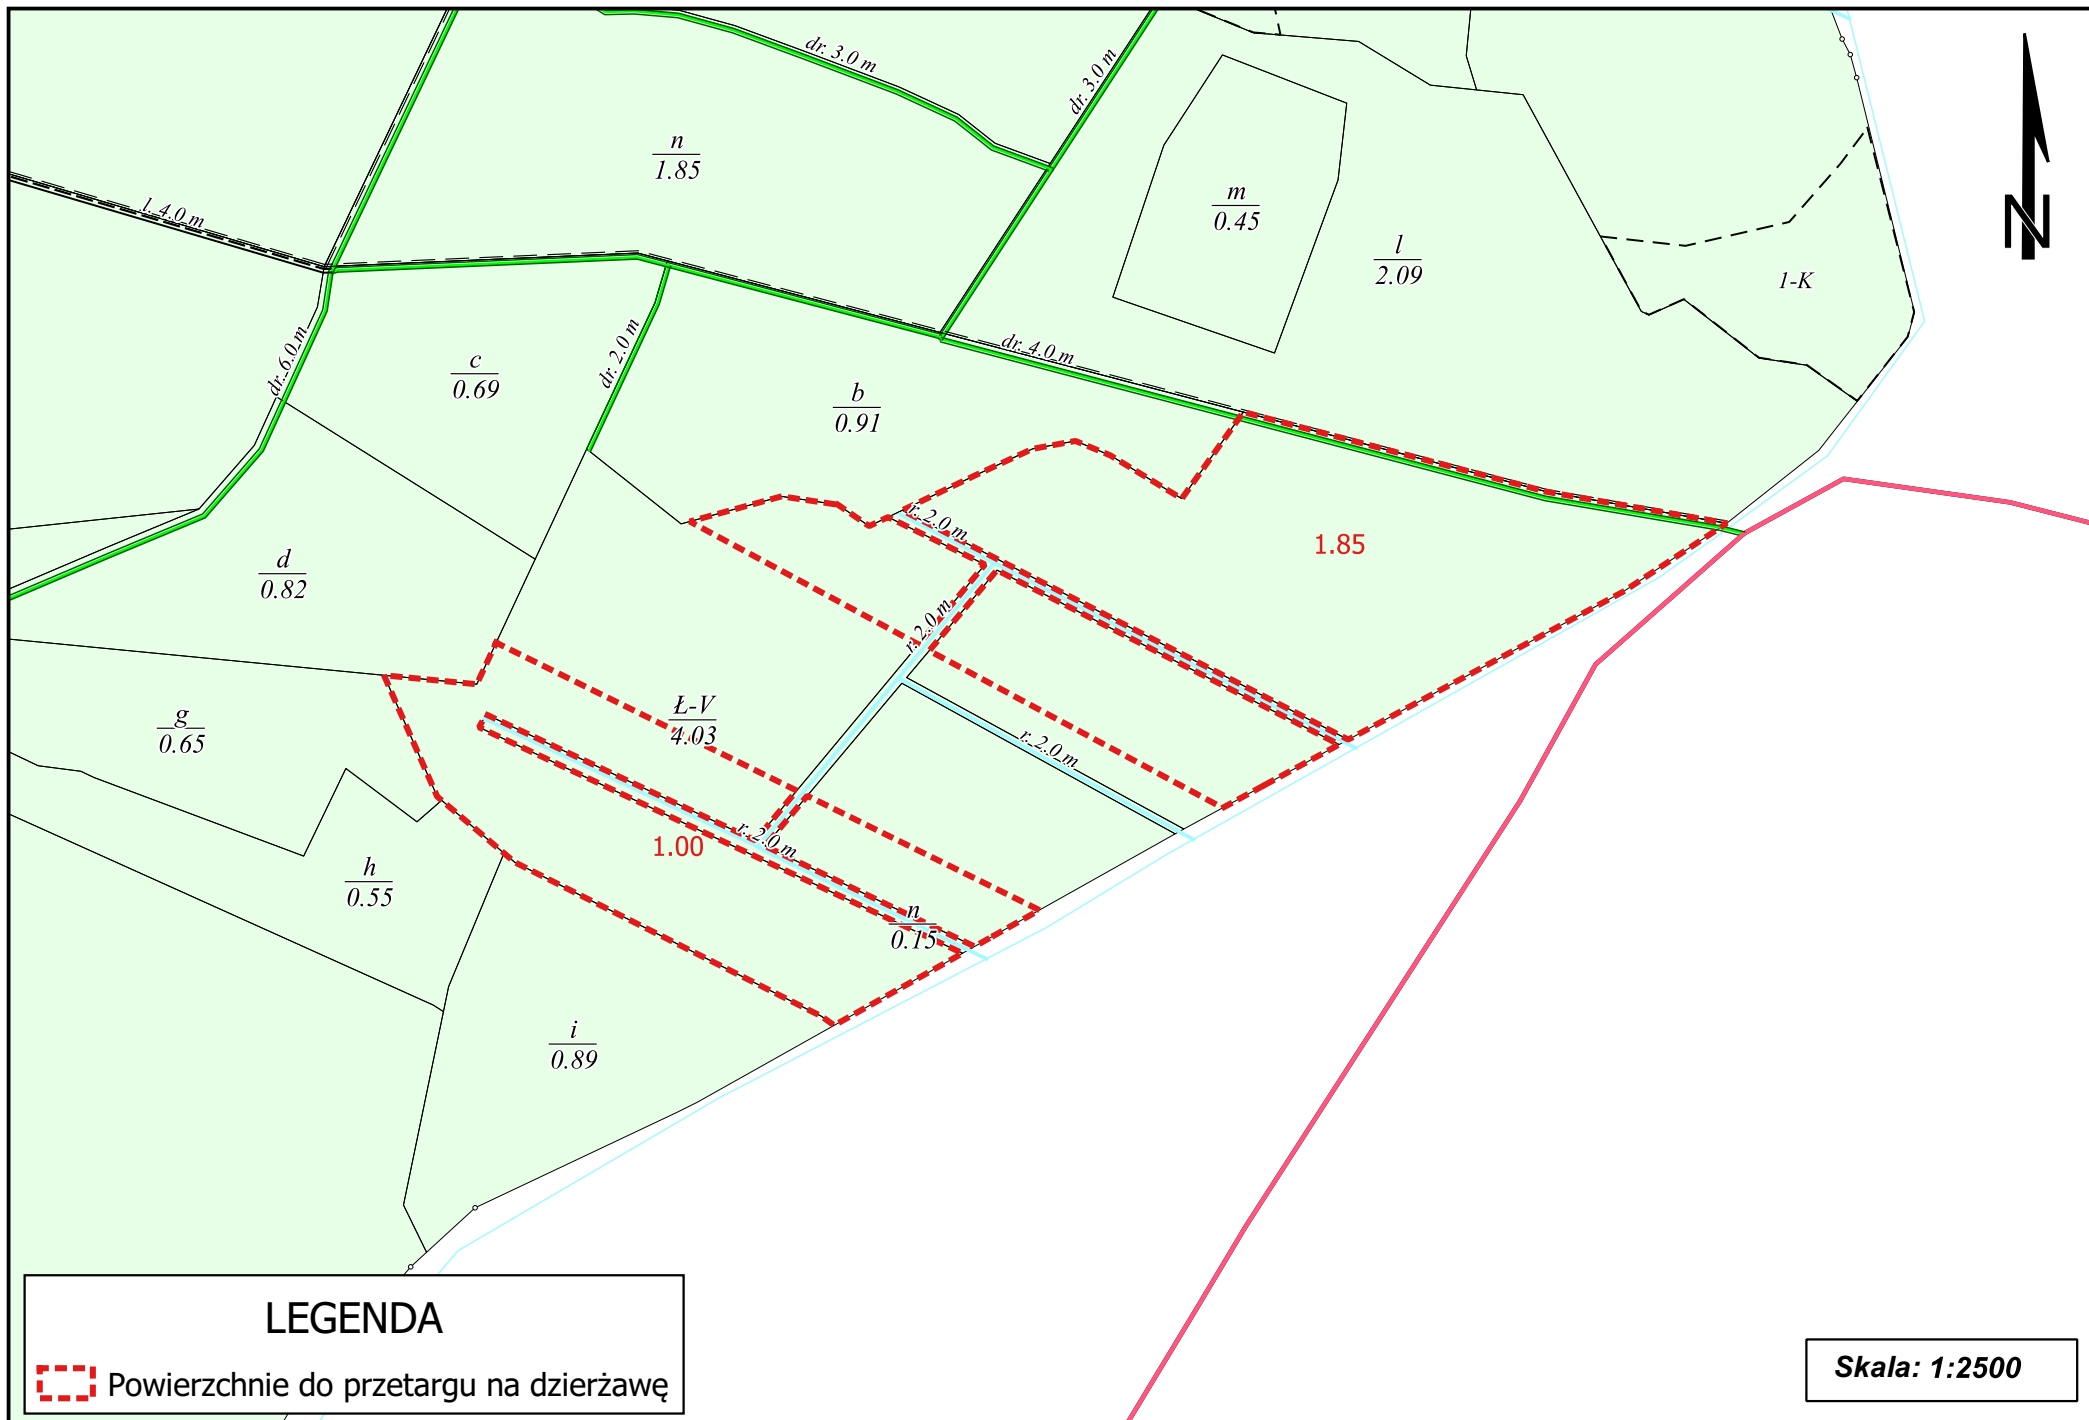 dr. 3.0 m
dr. 3.0 m
n
1.85
m
0.45
l. 4.0 m
l
2.09
1-K
N
dr. 6.0 m
c
0.69
dr. 2.0 m
dr. 4.0 m
b
0.91
r. 2.0 m
1.85
d
0.82
r. 2.0 m
g
0.65
Ł-V
4.03
r. 2.0 m
1.00
r. 2.0 m
h
0.55
n
0.15
i
0.89
LEGENDA
Powierzchnie do przetargu na dzierżawę
Skala: 1:2500